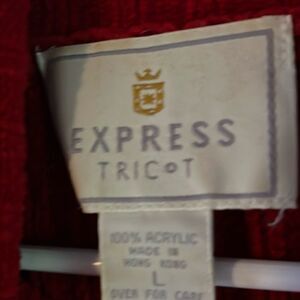 EXPRESS
TRICOT
100% ACRYLIC
MADE IN
HONG KONG
L
OVER FOR CARE